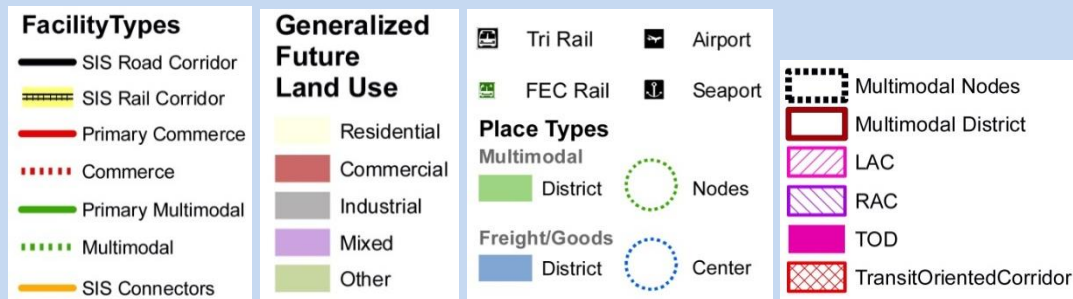 FacilityTypes
SIS Road Corridor
SIS Rail Corridor
Primary Commerce
Commerce
Primary Multimodal
Multimodal
SIS Connectors
Generalized
Future
Land Use
Residential
Commercial
Industrial
Mixed
Other
Tri Rail
Airport
FEC Rail
Seaport
Place Types
Multimodal
District
Nodes
Freight/Goods
District
Center
Multimodal Nodes
Multimodal District
LAC
RAC
TOD
TransitOrientedCorridor